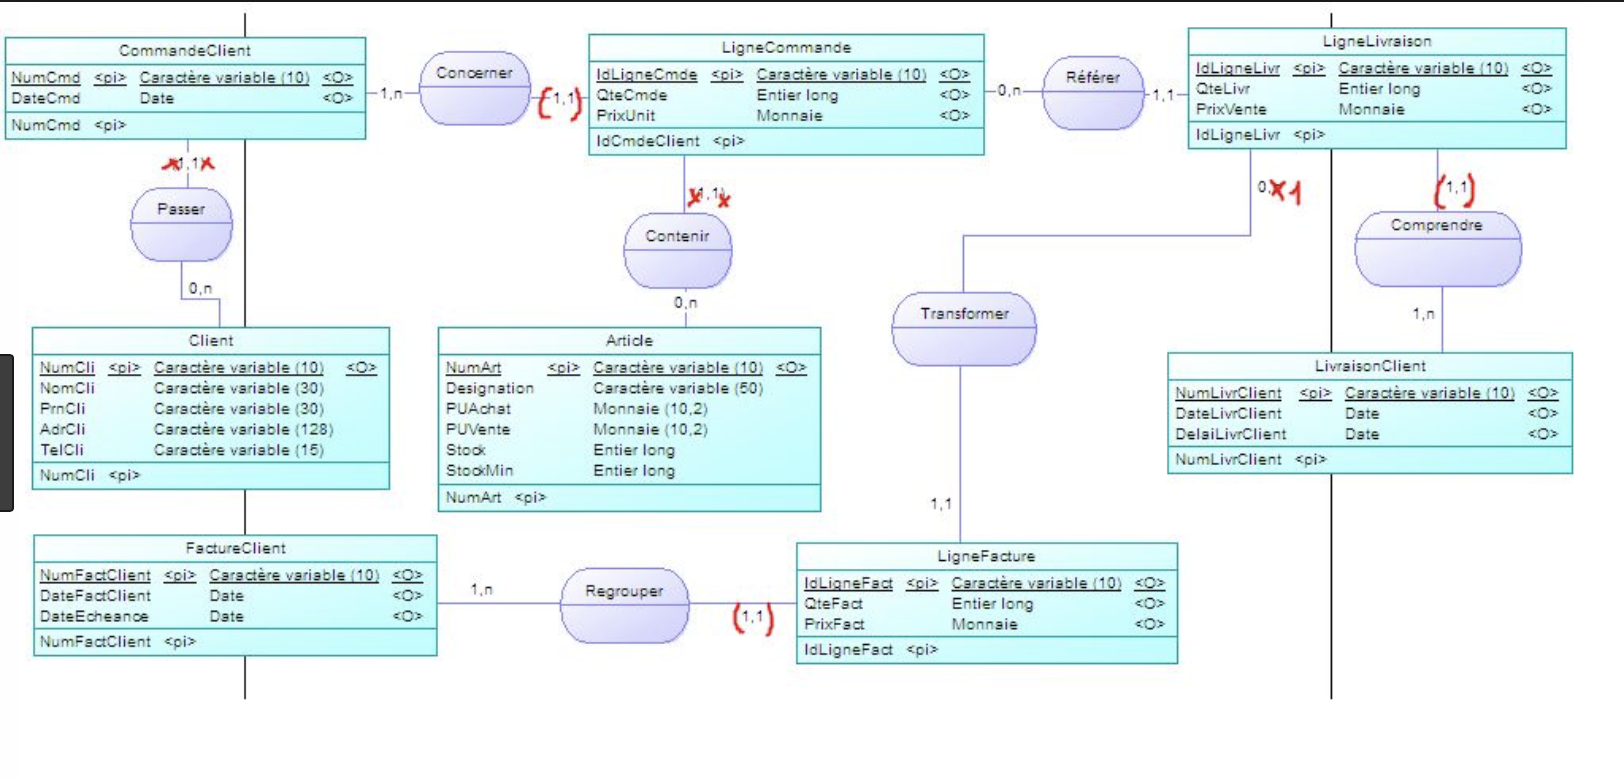 CommandeClient
NumCmd <pi> Caractère variable (10) <O>
DateCmd Date <O>
NumCmd <pi>
1,n
Concerner
(1,1)
LigneCommande
IdLigneCmde <pi> Caractère variable (10) <O>
QteCmde Entier long <O>
PrixUnit Monnaie <O>
IdCmdeClient <pi>
0,n
Référer
1,1
LigneLivraison
IdLigneLivr <pi> Caractère variable (10) <O>
QteLivr Entier long <O>
PrixVente Monnaie <O>
IdLigneLivr <pi>
1,1
Passer
0,n
1,1
Contenir
0,n
0,
1
Transformer
1,1
(1,1)
Comprendre
1,n
Client
NumCli <pi> Caractère variable (10) <O>
NomCli Caractère variable (30)
PrnCli Caractère variable (30)
AdrCli Caractère variable (128)
TelCli Caractère variable (15)
NumCli <pi>
Article
NumArt <pi> Caractère variable (10) <O>
Designation Caractère variable (50)
PUAchat Monnaie (10,2)
PUVente Monnaie (10,2)
Stock Entier long
StockMin Entier long
NumArt <pi>
LivraisonClient
NumLivrClient <pi> Caractère variable (10) <O>
DateLivrClient Date <O>
DelaiLivrClient Date <O>
NumLivrClient <pi>
FactureClient
NumFactClient <pi> Caractère variable (10) <O>
DateFactClient Date <O>
DateEcheance Date <O>
NumFactClient <pi>
1,n
Regrouper
(1,1)
LigneFacture
IdLigneFact <pi> Caractère variable (10) <O>
QteFact Entier long <O>
PrixFact Monnaie <O>
IdLigneFact <pi>